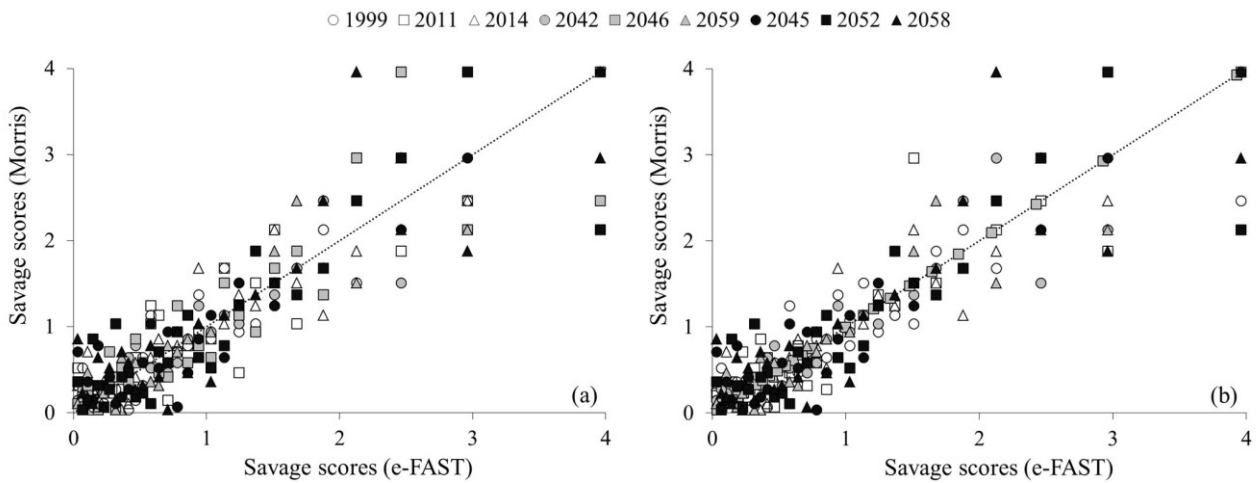 1999 2011 2014 2042 2046 2059 2045 2052 2058
4
3
2
1
0
0 1 2 3 4
Savage scores (Morris)
Savage scores (e-FAST)
(a)
4
3
2
1
0
0 1 2 3 4
Savage scores (Morris)
Savage scores (e-FAST)
(b)